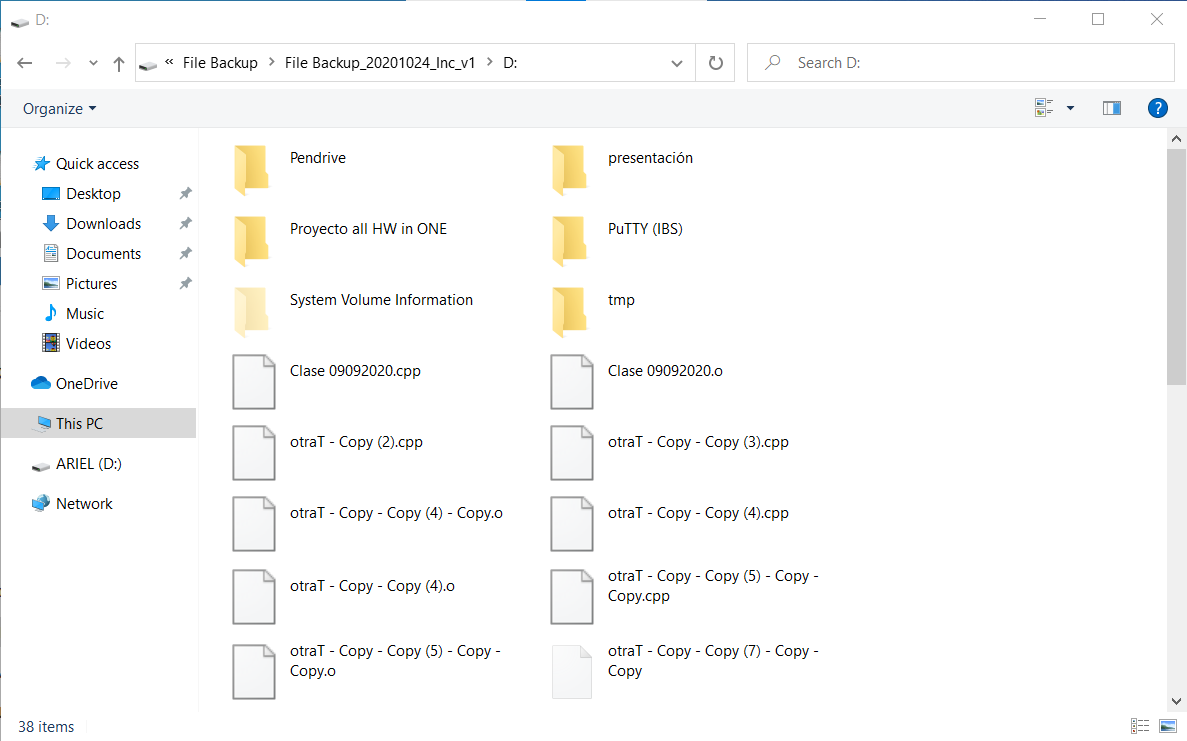 D:
« File Backup > File Backup_20201024_Inc_v1 > D:
Search D:
Organize
?
Quick access
Desktop
Downloads
Documents
Pictures
Music
Videos
OneDrive
This PC
ARIEL (D:)
Network
Pendrive
presentación
Proyecto all HW in ONE
PuTTY (IBS)
System Volume Information
tmp
Clase 09092020.cpp
Clase 09092020.o
otraT - Copy (2).cpp
otraT - Copy - Copy (3).cpp
otraT - Copy - Copy (4) - Copy.o
otraT - Copy - Copy (4).cpp
otraT - Copy - Copy (4).o
otraT - Copy - Copy (5) - Copy -
Copy.cpp
otraT - Copy - Copy (5) - Copy -
Copy.o
otraT - Copy - Copy (7) - Copy -
Copy
38 items